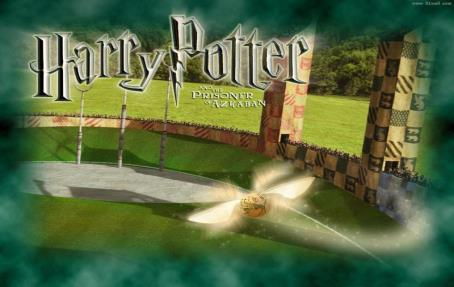 Harry Potter
AND THE
PRISONER
OF AZKABAN